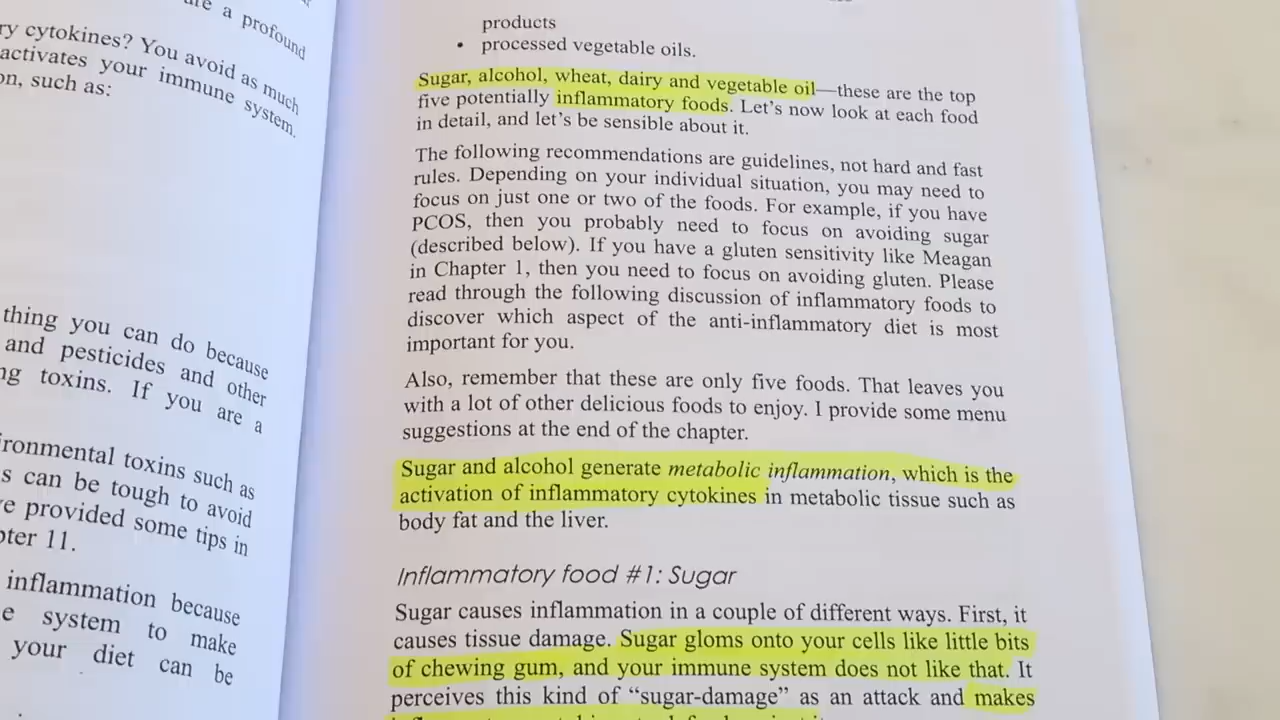 are a profound
ry cytokines? You avoid as much
activates your immune system.
on, such as:
thing you can do because
and pesticides and other
ng toxins. If you are a
ironmental toxins such as
s can be tough to avoid
ve provided some tips in
pter 11.
inflammation because
e system to make
your diet can be
products
• processed vegetable oils.
Sugar, alcohol, wheat, dairy and vegetable oil—these are the top
five potentially inflammatory foods. Let's now look at each food
in detail, and let's be sensible about it.
The following recommendations are guidelines, not hard and fast
rules. Depending on your individual situation, you may need to
focus on just one or two of the foods. For example, if you have
PCOS, then you probably need to focus on avoiding sugar
(described below). If you have a gluten sensitivity like Meagan
in Chapter 1, then you need to focus on avoiding gluten. Please
read through the following discussion of inflammatory foods to
discover which aspect of the anti-inflammatory diet is most
important for you.
Also, remember that these are only five foods. That leaves you
with a lot of other delicious foods to enjoy. I provide some menu
suggestions at the end of the chapter.
Sugar and alcohol generate metabolic inflammation, which is the
activation of inflammatory cytokines in metabolic tissue such as
body fat and the liver.
Inflammatory food #1: Sugar
Sugar causes inflammation in a couple of different ways. First, it
causes tissue damage. Sugar gloms onto your cells like little bits
of chewing gum, and your immune system does not like that. It
perceives this kind of “sugar-damage” as an attack and makes